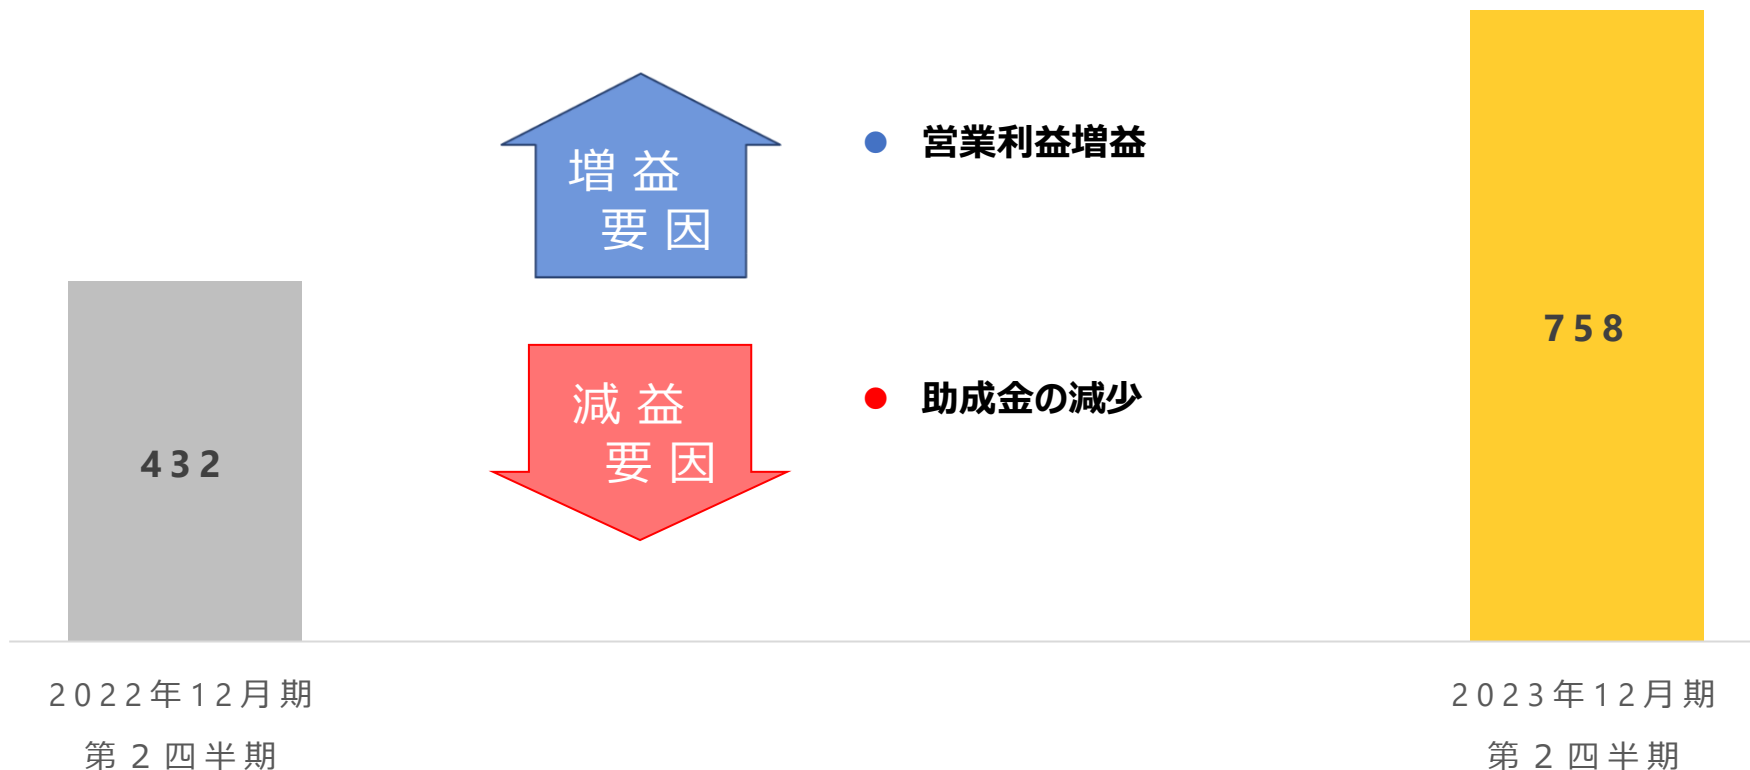 増益
要因
営業利益増益
減益
要因
助成金の減少
432
758
2022年12月期
第2四半期
2023年12月期
第2四半期